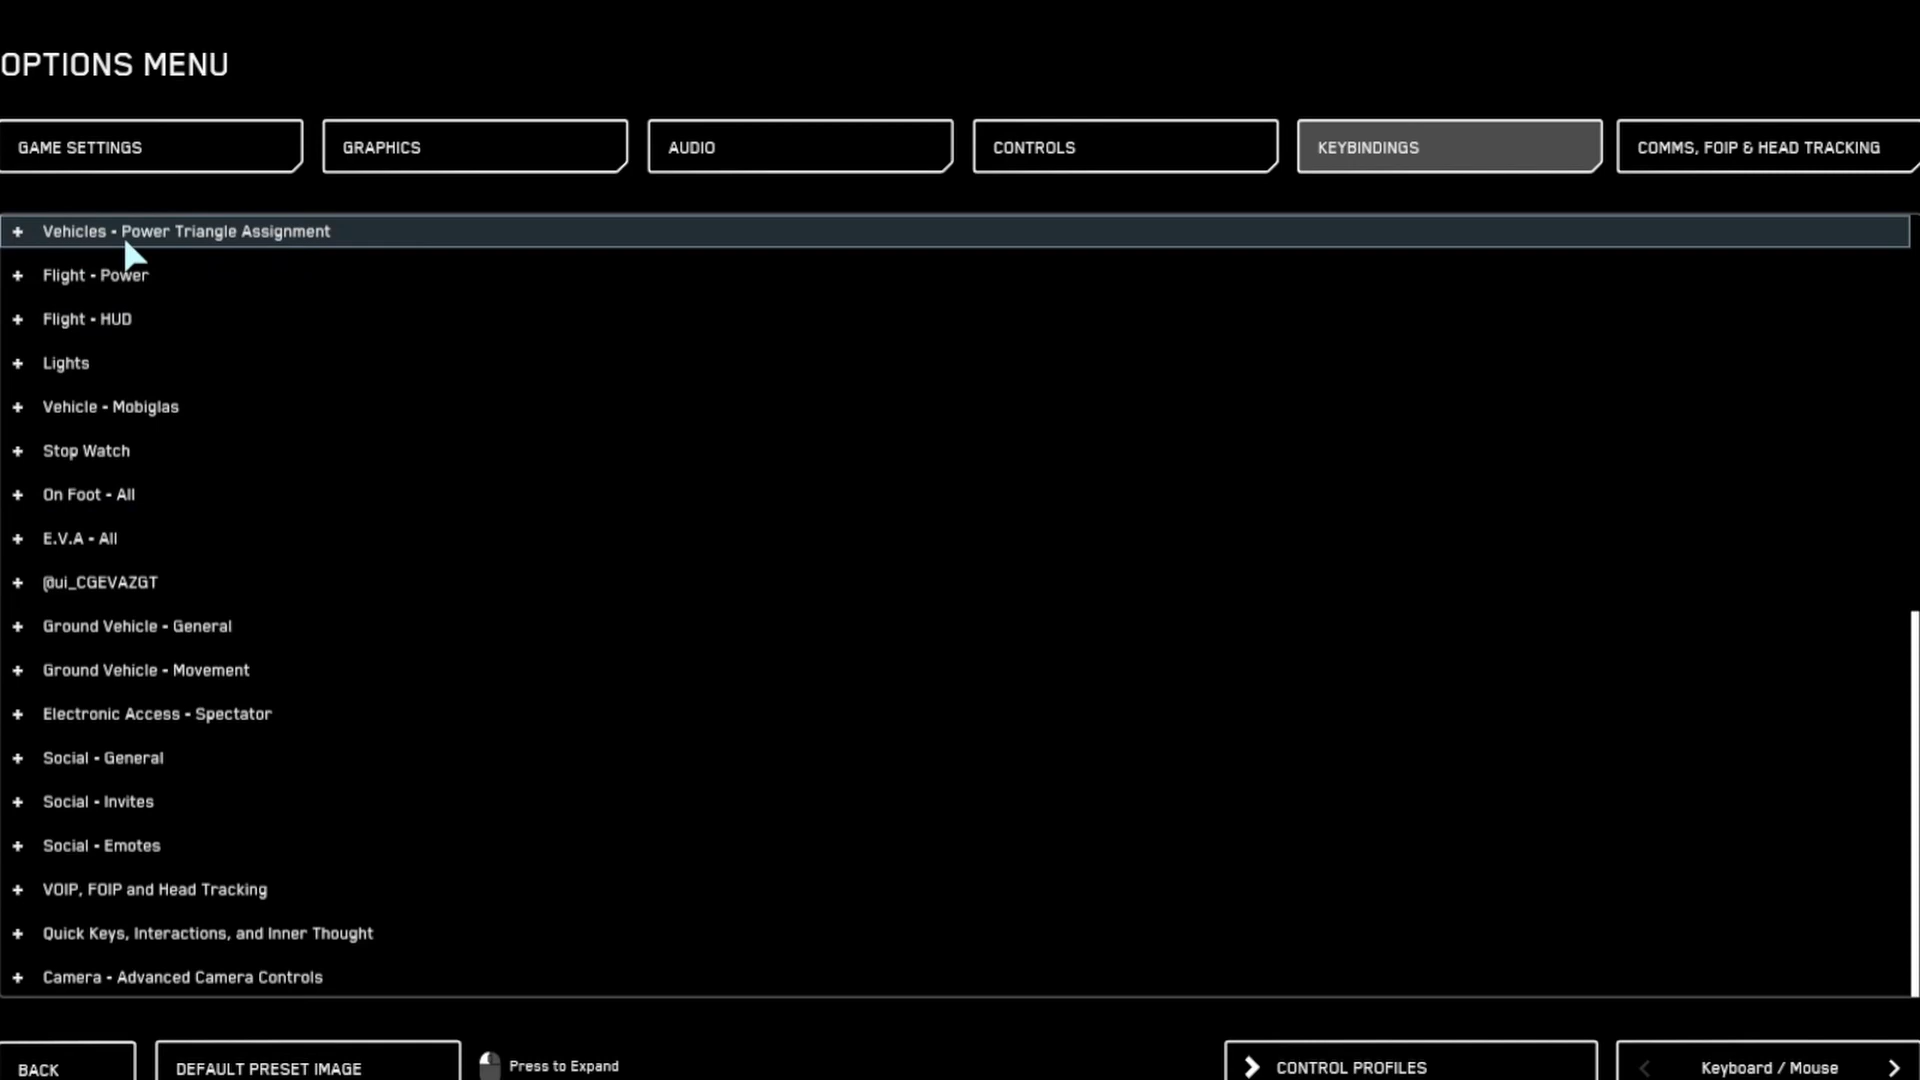 OPTIONS MENU
GAME SETTINGS
GRAPHICS
AUDIO
CONTROLS
KEYBINDINGS
COMMS, FOIP & HEAD TRACKING
+ Vehicles - Power Triangle Assignment
+ Flight - Power
+ Flight - HUD
+ Lights
+ Vehicle - Mobiglas
+ Stop Watch
+ On Foot - All
+ E.V.A - All
+ @ui_CGEVAZGT
+ Ground Vehicle - General
+ Ground Vehicle - Movement
+ Electronic Access - Spectator
+ Social - General
+ Social - Invites
+ Social - Emotes
+ VOIP, FOIP and Head Tracking
+ Quick Keys, Interactions, and Inner Thought
+ Camera - Advanced Camera Controls
BACK
DEFAULT PRESET IMAGE
Press to Expand
CONTROL PROFILES
Keyboard / Mouse